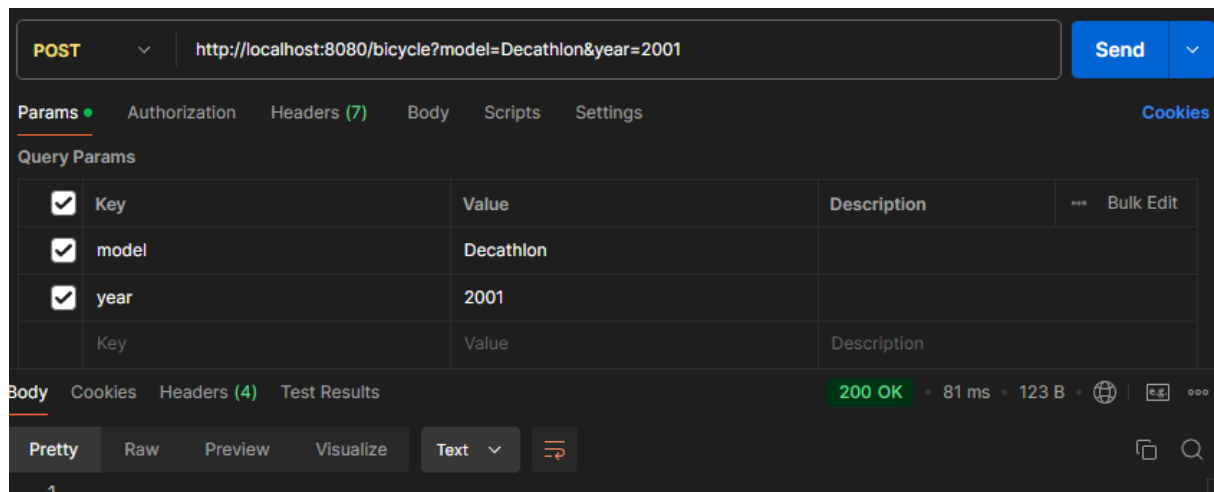 POST http://localhost:8080/bicycle?model=Decathlon&year=2001 Send
Params Authorization Headers (7) Body Scripts Settings Cookies
Query Params
Key Value Description Bulk Edit
model Decathlon
year 2001
Key Value Description
Body Cookies Headers (4) Test Results 200 OK 81 ms 123 B e.g.
Pretty Raw Preview Visualize Text
1